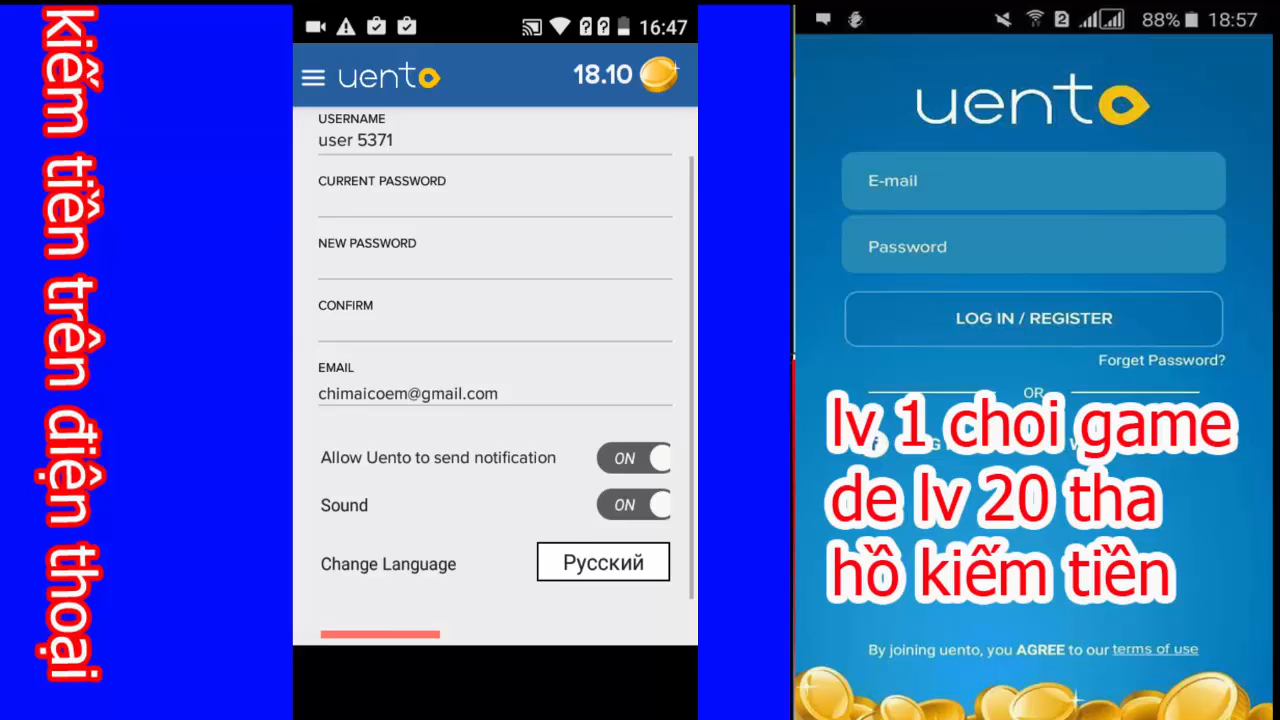 kiếm tiền trên điện thoại
16:47
uento
18.10
USERNAME
user 5371
CURRENT PASSWORD
NEW PASSWORD
CONFIRM
EMAIL
chimaicoem@gmail.com
Allow Uento to send notification
ON
Sound
ON
Change Language
Русский
2
88%
18:57
uento
E-mail
Password
LOG IN / REGISTER
Forget Password?
OR
lv 1 choi game
de lv 20 tha
hồ kiếm tiền
By joining uento, you AGREE to our terms of use